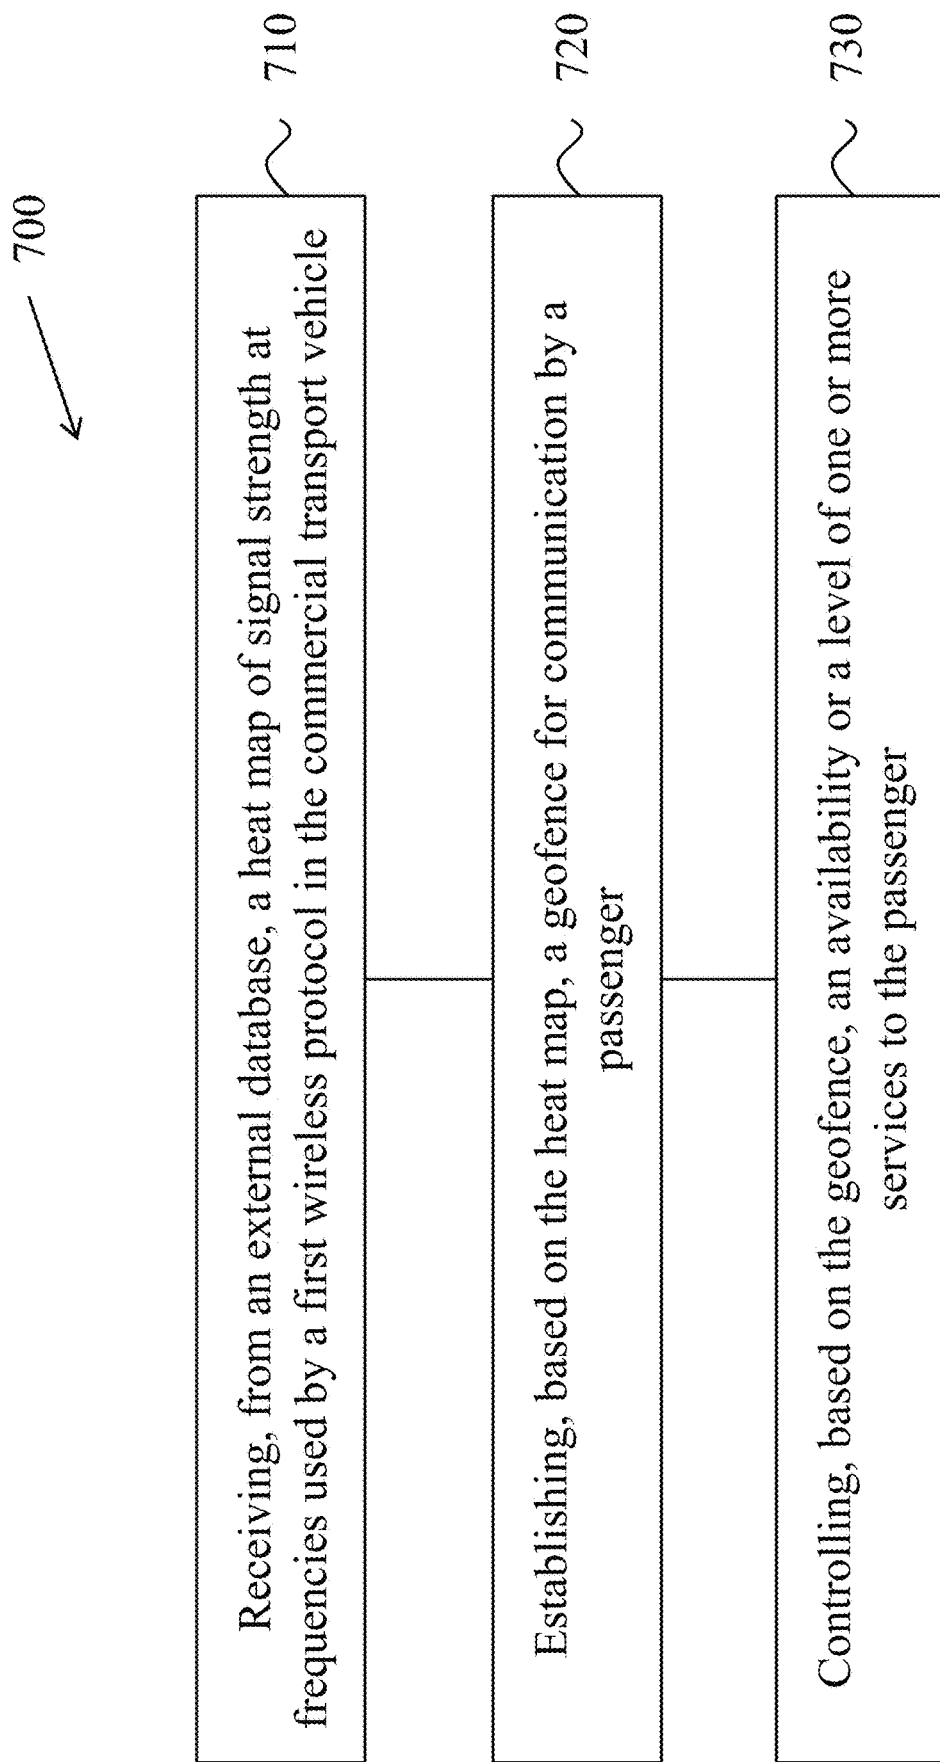 700
Receiving, from an external database, a heat map of signal strength at
frequencies used by a first wireless protocol in the commercial transport vehicle
710
Establishing, based on the heat map, a geofence for communication by a
passenger
720
Controlling, based on the geofence, an availability or a level of one or more
services to the passenger
730